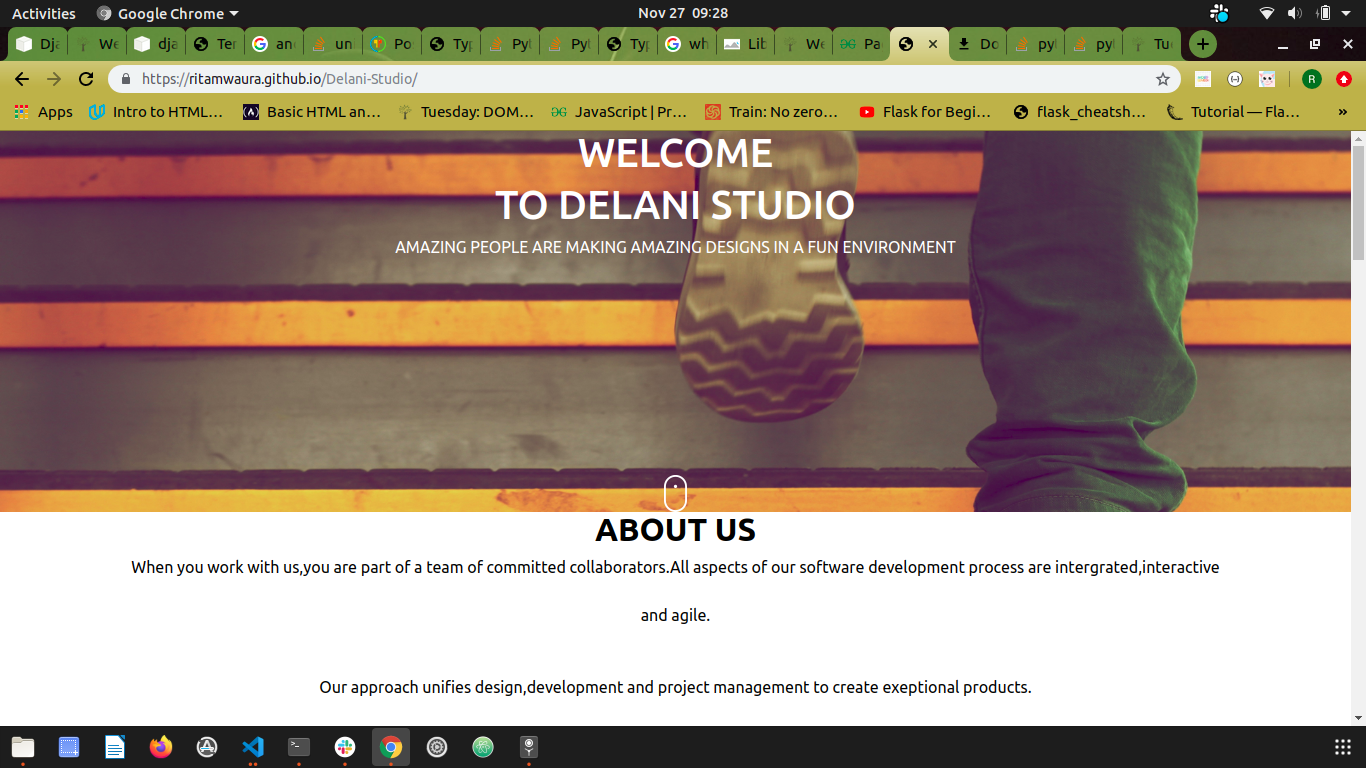 Activities
Google Chrome
Nov 27 09:28
Dja
We
dja
Ter
and
un
Pos
Typ
Pyt
Pyt
Typ
wh
Lib
We
Pa
Do
pyt
pyt
Tue
https://ritamwaura.github.io/Delani-Studio/
R
Apps
Intro to HTML…
Basic HTML an…
Tuesday: DOM…
JavaScript | Pr…
Train: No zero…
Flask for Begi…
flask_cheatsh…
Tutorial — Fla…
»
WELCOME
TO DELANI STUDIO
AMAZING PEOPLE ARE MAKING AMAZING DESIGNS IN A FUN ENVIRONMENT
ABOUT US
When you work with us,you are part of a team of committed collaborators.All aspects of our software development process are intergrated,interactive
and agile.
Our approach unifies design,development and project management to create exeptional products.